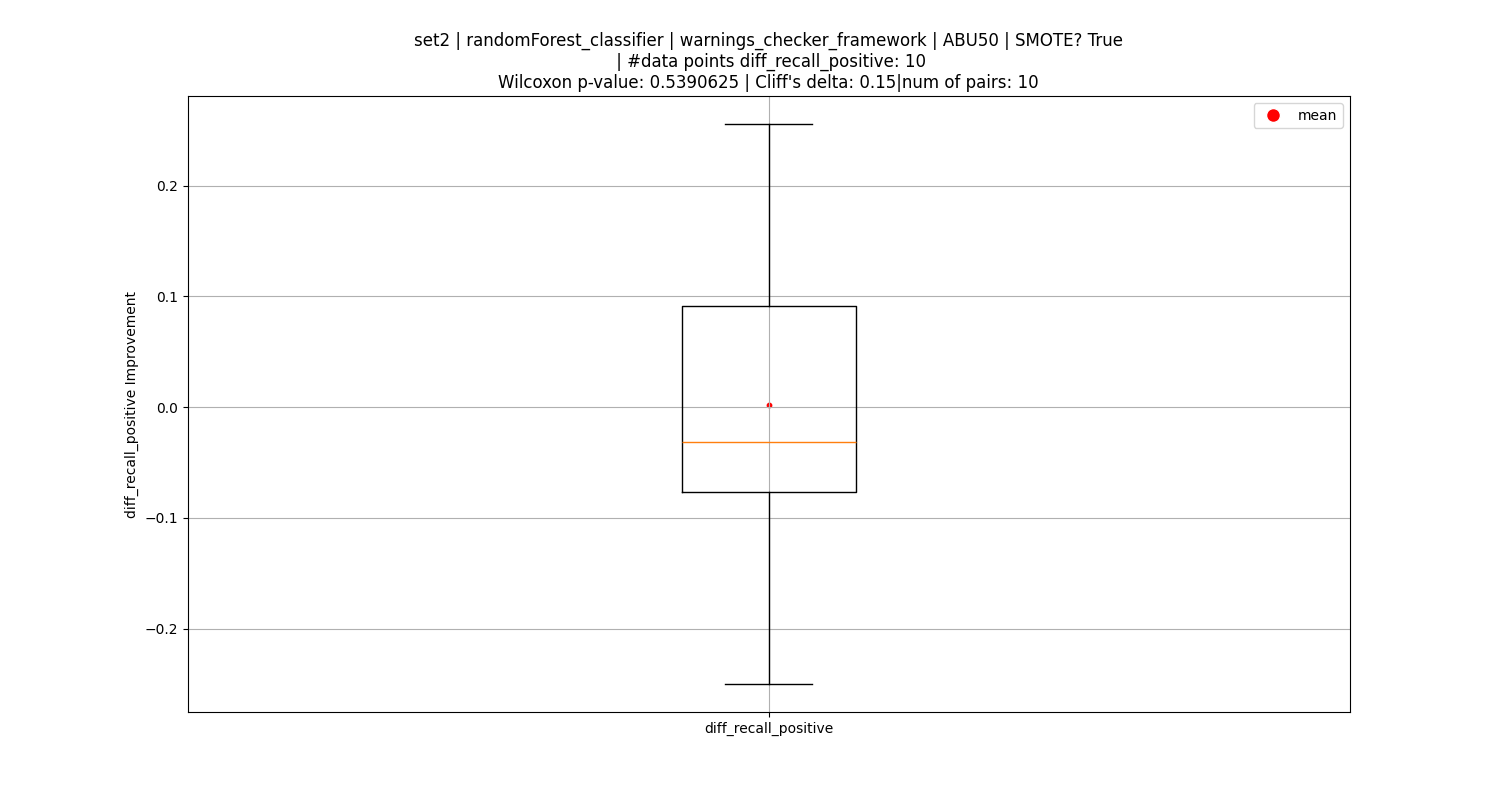 set2 | randomForest_classifier | warnings_checker_framework | ABU50 | SMOTE? True
| #data points diff_recall_positive: 10
Wilcoxon p-value: 0.5390625 | Cliff's delta: 0.15|num of pairs: 10
mean
0.2
0.1
0.0
−0.1
−0.2
diff_recall_positive Improvement
diff_recall_positive